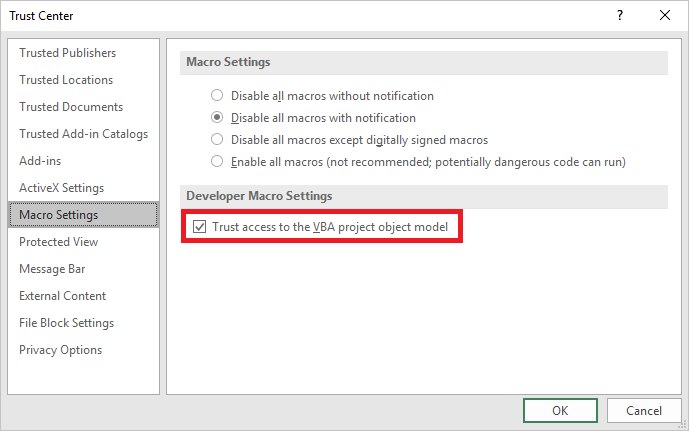 Trust Center
?
Trusted Publishers
Trusted Locations
Trusted Documents
Trusted Add-in Catalogs
Add-ins
ActiveX Settings
Macro Settings
Protected View
Message Bar
External Content
File Block Settings
Privacy Options
Macro Settings
Disable all macros without notification
Disable all macros with notification
Disable all macros except digitally signed macros
Enable all macros (not recommended; potentially dangerous code can run)
Developer Macro Settings
Trust access to the VBA project object model
OK
Cancel